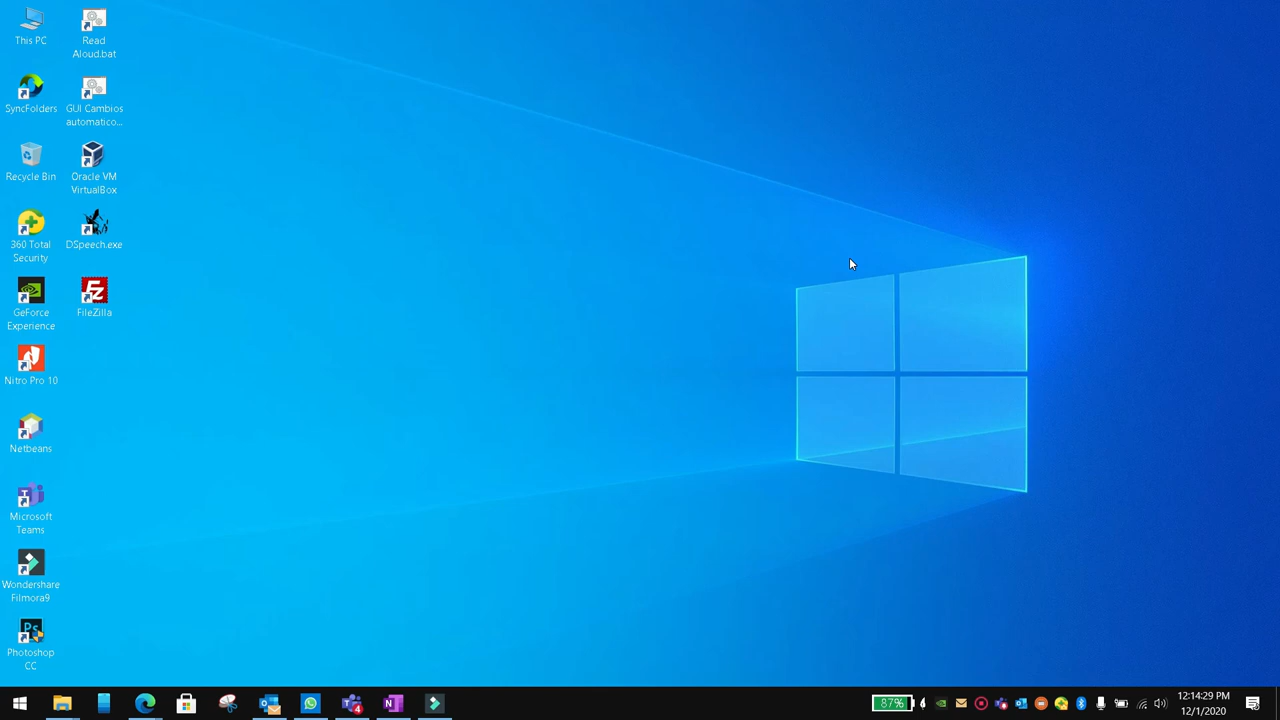 This PC
Read
Aloud.bat
SyncFolders
GUI Cambios
automatico...
Recycle Bin
Oracle VM
VirtualBox
360 Total
Security
DSpeech.exe
GeForce
Experience
FileZilla
Nitro Pro 10
Netbeans
Microsoft
Teams
Wondershare
Filmora9
Ps
Photoshop
CC
4
87%
12:14:29 PM
12/1/2020